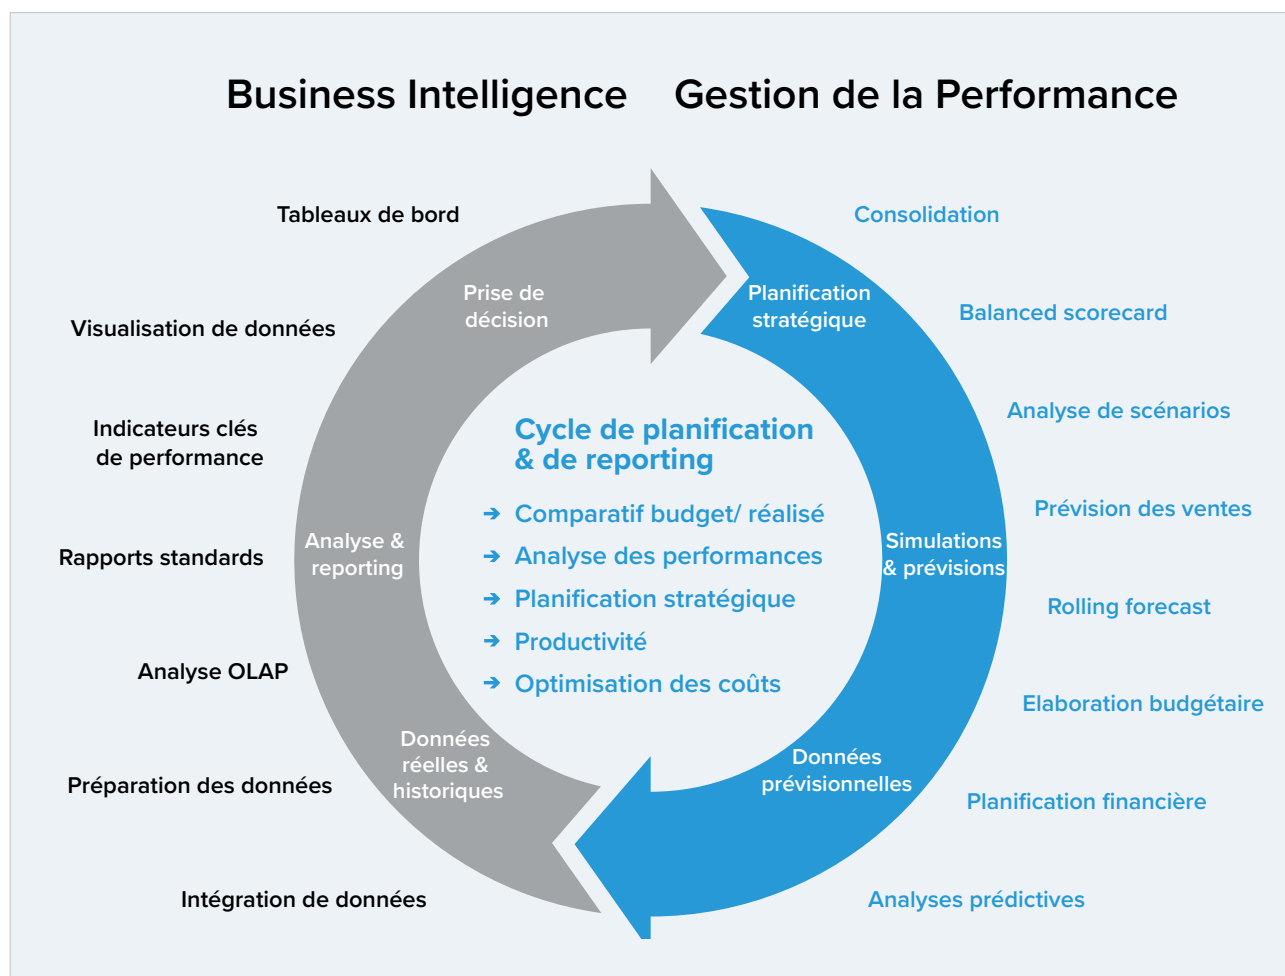 Business Intelligence
Gestion de la Performance
Tableaux de bord
Visualisation de données
Indicateurs clés
de performance
Rapports standards
Analyse OLAP
Préparation des données
Intégration de données
Prise de
décision
Analyse &
reporting
Données
réelles &
historiques
Cycle de planification
& de reporting
➔ Comparatif budget/ réalisé
➔ Analyse des performances
➔ Planification stratégique
➔ Productivité
➔ Optimisation des coûts
Planification
stratégique
Simulations
& prévisions
Données
prévisionnelles
Consolidation
Balanced scorecard
Analyse de scénarios
Prévision des ventes
Rolling forecast
Elaboration budgétaire
Planification financière
Analyses prédictives